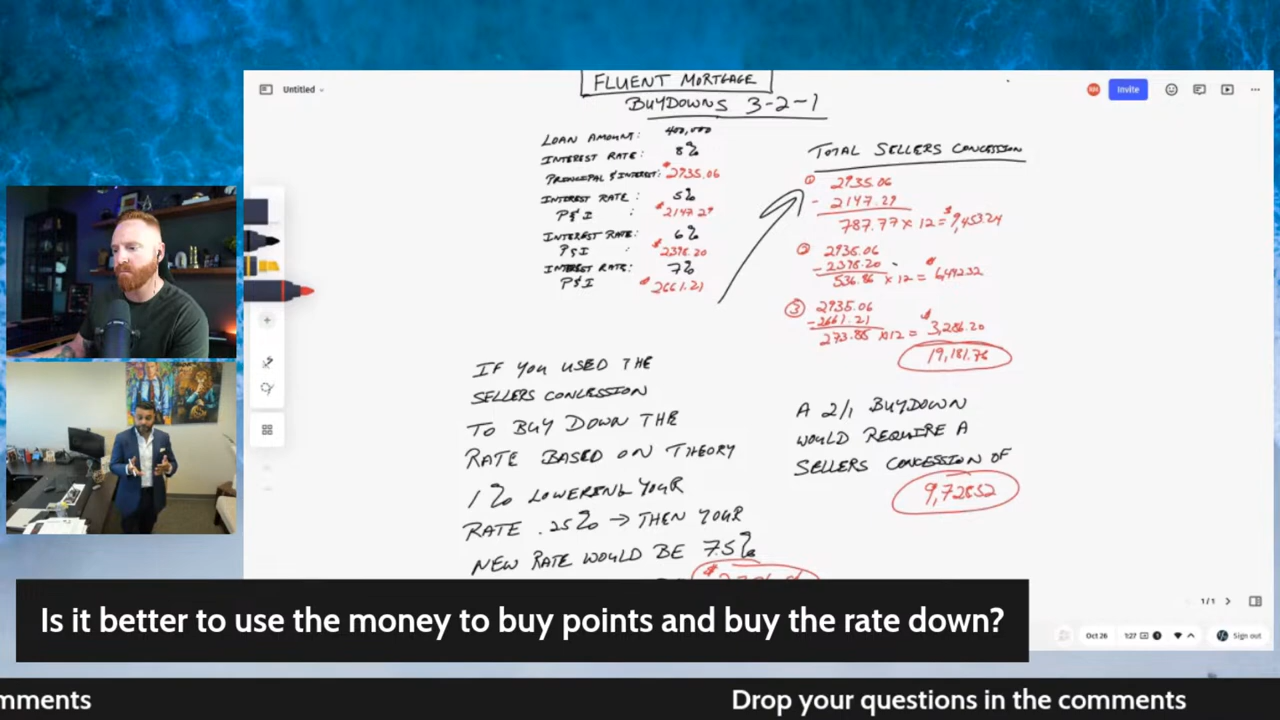 Untitled
Invite
FLUENT MORTGAGE
BUYDOWNS 3-2-1
LOAN AMOUNT: 400,000
INTEREST RATE: 8%
PRINCIPAL & INTEREST: $2935.06
INTEREST RATE: 5%
P&I : $2147.29
INTEREST RATE: 6%
P&I : $2398.20
INTEREST RATE: 7%
P&I $2661.21
TOTAL SELLERS CONCESSION
① 2935.06
- 2147.29
787.77 x 12 = $9,453.24
② 2935.06
- 2398.20
536.86 x 12 = $6,442.32
③ 2935.06
- 2661.21
273.85 x12 = $3,286.20
19,181.76
IF YOU USED THE
SELLERS CONCESSION
TO BUY DOWN THE
RATE BASED ON THEORY
1% LOWERING YOUR
RATE .25% → THEN YOUR
NEW RATE WOULD BE 7.5%
A 2/1 BUYDOWN
WOULD REQUIRE A
SELLERS CONCESSION OF
9,728.52
1/1
Oct 26
1:27
Sign out
Is it better to use the money to buy points and buy the rate down?
mments
Drop your questions in the comments